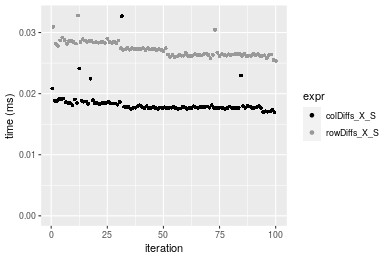 0.03
0.02
0.01
0.00
time (ms)
0
25
50
75
100
iteration
expr
colDiffs_X_S
rowDiffs_X_S